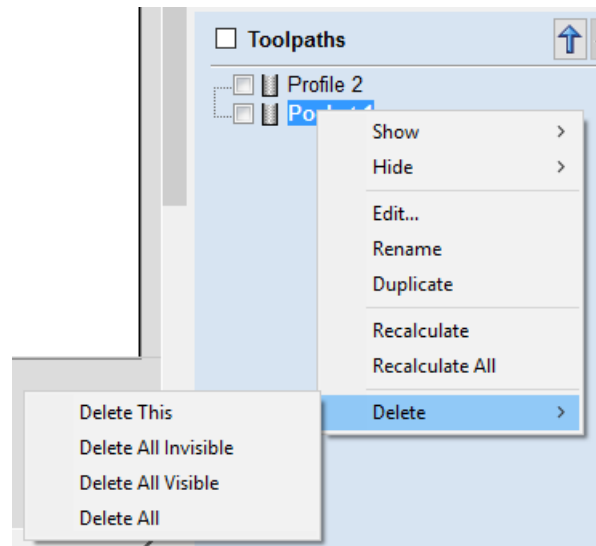 Toolpaths
Profile 2
Show
Hide
Edit...
Rename
Duplicate
Recalculate
Recalculate All
Delete
Delete This
Delete All Invisible
Delete All Visible
Delete All